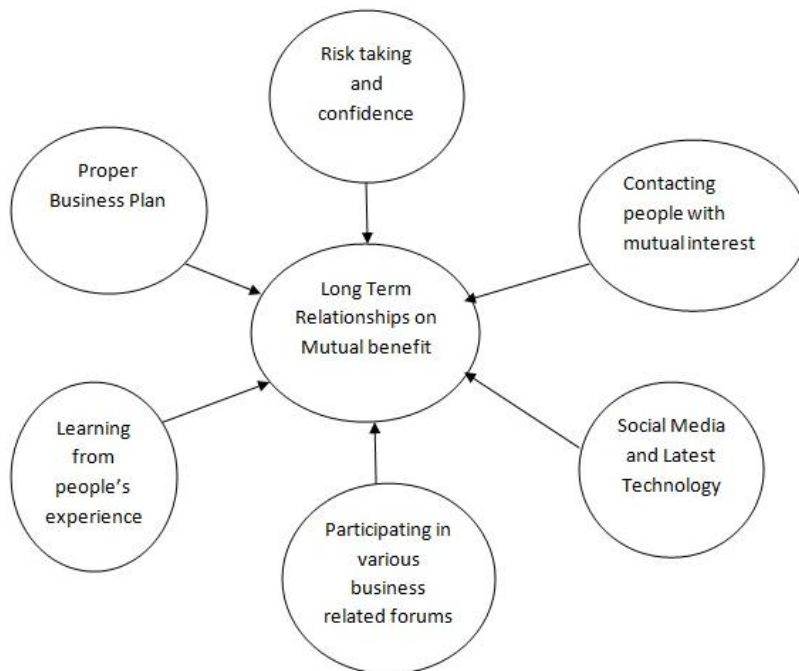 Risk taking
and
confidence
Proper
Business Plan
Contacting
people with
mutual interest
Long Term
Relationships on
Mutual benefit
Learning
from
people’s
experience
Social Media
and Latest
Technology
Participating in
various
business
related forums